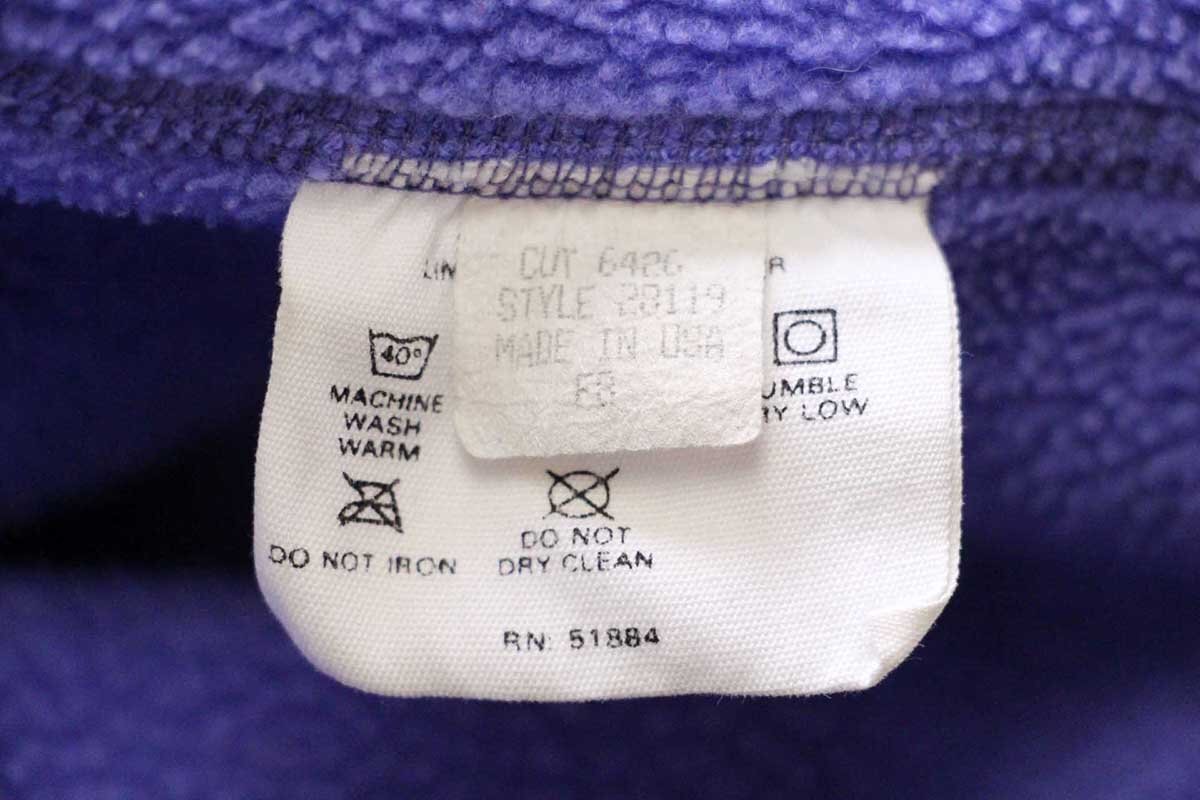 CUT 6426
STYLE 28119
MADE IN USA
40°
MACHINE
WASH
WARM
LOW
DO NOT IRON
DO NOT
DRY CLEAN
RN: 51884